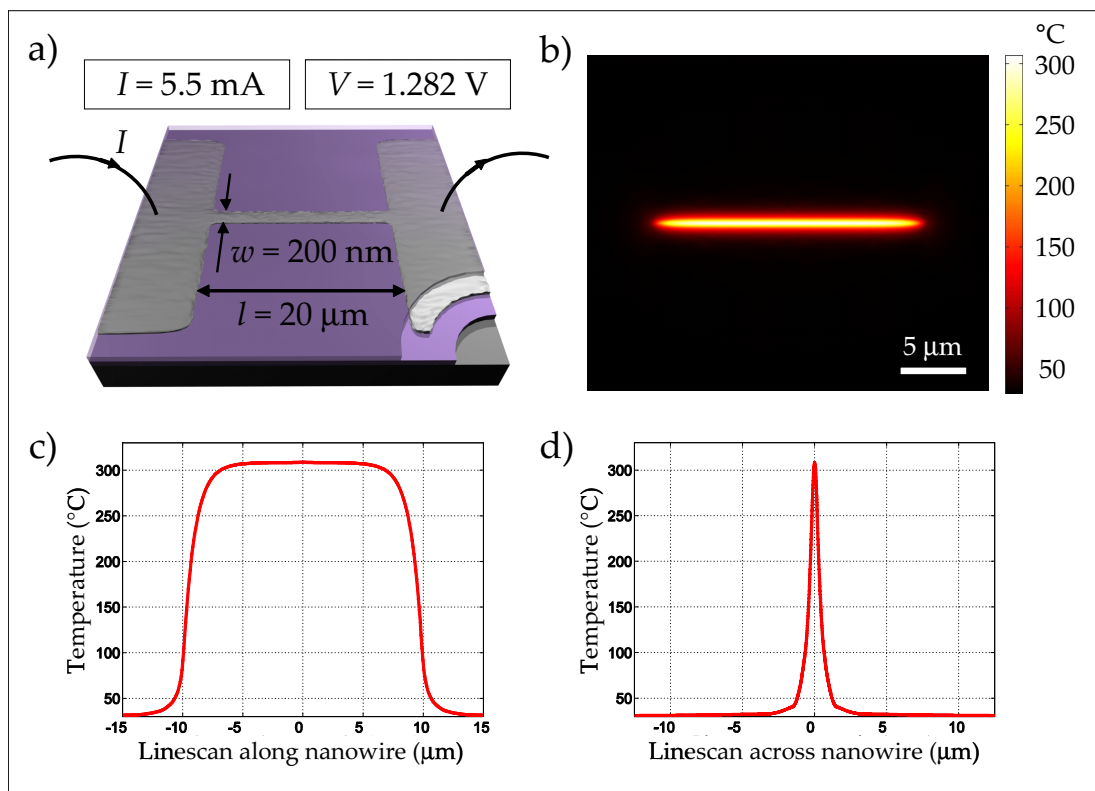 a)
I = 5.5 mA
V = 1.282 V
I
w = 200 nm
l = 20 µm
b)
°C
300
250
200
150
100
50
5 µm
c)
Temperature (°C)
300
250
200
150
100
50
-15 -10 -5 0 5 10 15
Linescan along nanowire (µm)
d)
Temperature (°C)
300
250
200
150
100
50
-10 -5 0 5 10
Linescan across nanowire (µm)